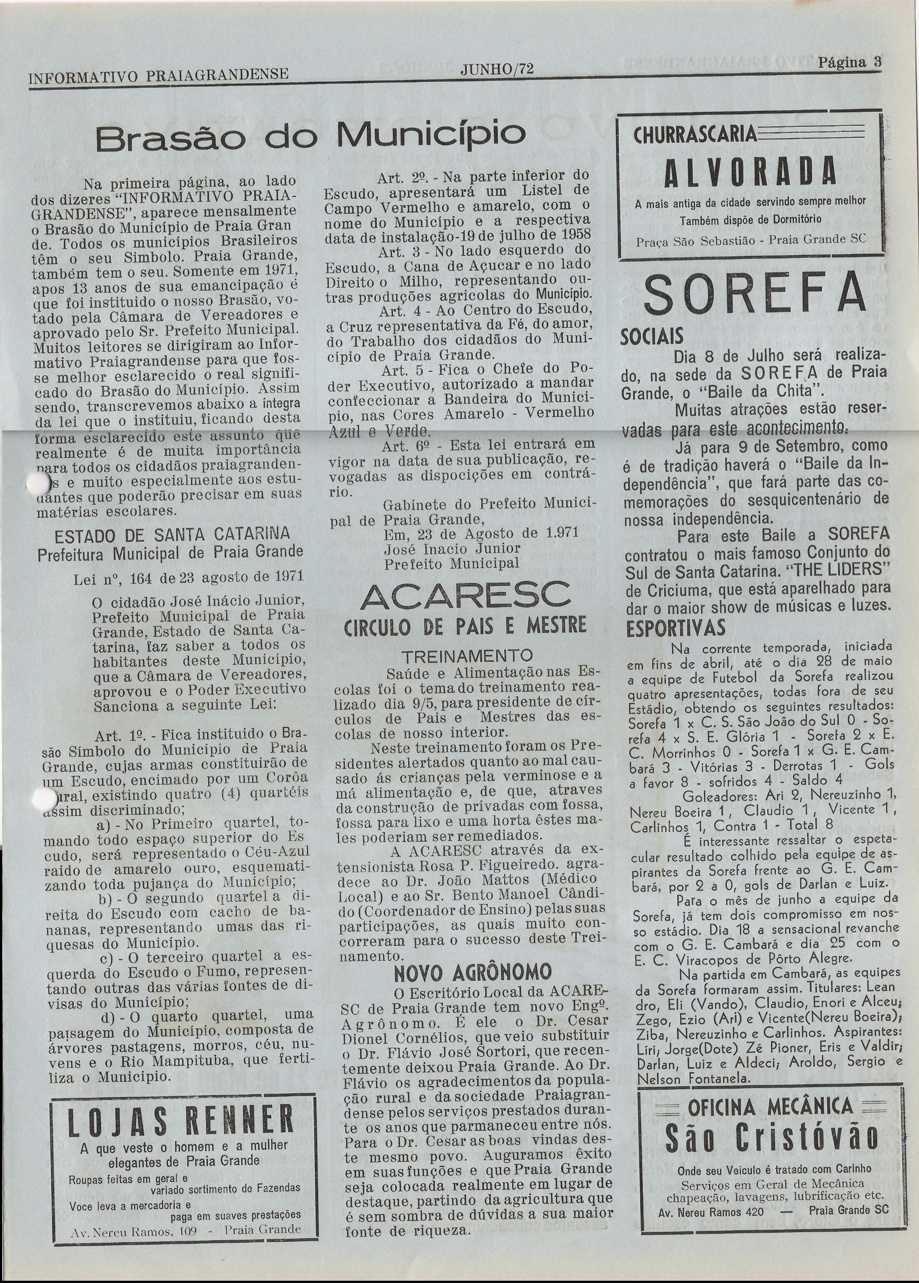 INFORMATIVO PRAIAGRANDENSE
JUNHO/72
Página 3
Brasão do Município
Na primeira página, ao lado
dos dizeres "INFORMATIVO PRAIA-
GRANDENSE", aparece mensalmente
o Brasão do Município de Praia Gran
de. Todos os municípios Brasileiros
têm o seu Simbolo. Praia Grande,
também tem o seu. Somente em 1971,
apos 13 anos de sua emancipação é
que foi instituido o nosso Brasão, vo-
tado pela Câmara de Vereadores e
aprovado pelo Sr. Prefeito Municipal.
Muitos leitores se dirigiram ao Infor-
mativo Praiagrandense para que fos-
se melhor esclarecido o real signifi-
cado do Brasão do Município. Assim
sendo, transcrevemos abaixo a íntegra
da lei que o instituiu, ficando desta
forma esclarecido este assunto que
realmente é de muita importância
para todos os cidadãos praiagranden-
s e muito especialmente aos estu-
dantes que poderão precisar em suas
matérias escolares.
ESTADO DE SANTA CATARINA
Prefeitura Municipal de Praia Grande
Lei nº, 164 de 23 agosto de 1971
O cidadão José Inácio Junior,
Prefeito Municipal de Praia
Grande, Estado de Santa Ca-
tarina, faz saber a todos os
habitantes deste Município,
que a Câmara de Vereadores,
aprovou e o Poder Executivo
Sanciona a seguinte Lei:
Art. 1º. - Fica instituido o Bra-
são Símbolo do Município de Praia
Grande, cujas armas constituirão de
um Escudo, encimado por um Corôa
ural, existindo quatro (4) quartéis
assim discriminado;
a) - No Primeiro quartel, to-
mando todo espaço superior do Es
cudo, será representado o Céu-Azul
raido de amarelo ouro, esquemati-
zando toda pujança do Município;
b) - O segundo quartel a di-
reita do Escudo com cacho de ba-
nanas, representando umas das ri-
quesas do Município.
c) - O terceiro quartel a es-
querda do Escudo o Fumo, represen-
tando outras das várias fontes de di-
visas do Município;
d) - O quarto quartel, uma
paisagem do Município, composta de
árvores pastagens, morros, céu, nu-
vens e o Rio Mampituba, que ferti-
liza o Municipio.
LOJAS RENNER
A que veste o homem e a mulher
elegantes de Praia Grande
Roupas feitas em geral e
variado sortimento de Fazendas
Voce leva a mercadoria e
paga em suaves prestações
Av. Nereu Ramos, 109 - Praia Grande
Art. 2º. - Na parte inferior do
Escudo, apresentará um Listel de
Campo Vermelho e amarelo, com o
nome do Município e a respectiva
data de instalação-19 de julho de 1958
Art. 3 - No lado esquerdo do
Escudo, a Cana de Açucar e no lado
Direito o Milho, representando ou-
tras produções agricolas do Município.
Art. 4 - Ao Centro do Escudo,
a Cruz representativa da Fé, do amor,
do Trabalho dos cidadãos do Muni-
cípio de Praia Grande.
Art. 5 - Fica o Chefe do Po-
der Executivo, autorizado a mandar
confeccionar a Bandeira do Municí-
pio, nas Cores Amarelo - Vermelho
Azul e Verde.
Art. 6º - Esta lei entrará em
vigor na data de sua publicação, re-
vogadas as dispocições em contrá-
rio.
Gabinete do Prefeito Munici-
pal de Praia Grande,
Em, 23 de Agosto de 1.971
José Inacio Junior
Prefeito Municipal
ACARESC
CIRCULO DE PAIS E MESTRE
TREINAMENTO
Saúde e Alimentação nas Es-
colas foi o tema do treinamento rea-
lizado dia 9/5, para presidente de cír-
culos de Pais e Mestres das es-
colas de nosso interior.
Neste treinamento foram os Pre-
sidentes alertados quanto ao mal cau-
sado ás crianças pela verminose e a
má alimentação e, de que, atraves
da construção de privadas com fossa,
fossa para lixo e uma horta êstes ma-
les poderiam ser remediados.
A ACARESC através da ex-
tensionista Rosa P. Figueiredo. agra-
dece ao Dr. João Mattos (Médico
Local) e ao Sr. Bento Manoel Cândi-
do (Coordenador de Ensino) pelas suas
participações, as quais muito con-
correram para o sucesso deste Trei-
namento.
NOVO AGRÔNOMO
O Escritório Local da ACARE-
SC de Praia Grande tem novo Engº.
Agrônomo. É ele o Dr. Cesar
Dionel Cornélios, que veio substituir
o Dr. Flávio José Sortori, que recen-
temente deixou Praia Grande. Ao Dr.
Flávio os agradecimentos da popula-
ção rural e da sociedade Praiagran-
dense pelos serviços prestados duran-
te os anos que parmaneceu entre nós.
Para o Dr. Cesar as boas vindas des-
te mesmo povo. Auguramos êxito
em suas funções e que Praia Grande
seja colocada realmente em lugar de
destaque, partindo da agricultura que
é sem sombra de dúvidas a sua maior
fonte de riqueza.
CHURRASCARIA
ALVORADA
A mais antiga da cidade servindo sempre melhor
Também dispõe de Dormitório
Praça São Sebastião - Praia Grande SC
SOREFA
SOCIAIS
Dia 8 de Julho será realiza-
do, na sede da SOREFA de Praia
Grande, o "Baile da Chita".
Muitas atrações estão reser-
vadas para este acontecimento.
Já para 9 de Setembro, como
é de tradição haverá o "Baile da In-
dependência", que fará parte das co-
memorações do sesquicentenário de
nossa independência.
Para este Baile a SOREFA
contratou o mais famoso Conjunto do
Sul de Santa Catarina. "THE LIDERS"
de Criciuma, que está aparelhado para
dar o maior show de músicas e luzes.
ESPORTIVAS
Na corrente temporada, iniciada
em fins de abril, até o dia 28 de maio
a equipe de Futebol da Sorefa realizou
quatro apresentações, todas fora de seu
Estádio, obtendo os seguintes resultados:
Sorefa 1 x C. S. São João do Sul 0 - So-
refa 4 x S. E. Glória 1 - Sorefa 2 x E.
C. Morrinhos 0 - Sorefa 1 x G. E. Cam-
bará 3 - Vitórias 3 - Derrotas 1 - Gols
a favor 8 - sofridos 4 - Saldo 4
Goleadores: Ari 2, Nereuzinho 1,
Nereu Boeira 1, Claudio 1, Vicente 1,
Carlinhos 1, Contra 1 - Total 8
É interessante ressaltar o espeta-
cular resultado colhido pela equipe de as-
pirantes da Sorefa frente ao G. E. Cam-
bará, por 2 a 0, gols de Darlan e Luiz.
Para o mês de junho a equipe da
Sorefa, já tem dois compromisso em nos-
so estádio. Dia 18 a sensacional revanche
com o G. E. Cambará e dia 25 com o
E. C. Viracopos de Pôrto Alegre.
Na partida em Cambará, as equipes
da Sorefa formaram assim. Titulares: Lean
dro, Eli (Vando), Claudio, Enori e Alceu;
Zego, Ezio (Ari) e Vicente(Nereu Boeira);
Ziba, Nereuzinho e Carlinhos. Aspirantes:
Liri; Jorge(Dote) Zé Pioner, Eris e Valdir;
Darlan, Luiz e Aldeci; Aroldo, Sergio e
Nelson Fontanela.
OFICINA MECÂNICA
São Cristóvão
Onde seu Veículo é tratado com Carinho
Serviços em Geral de Mecânica
chapeação, lavagens, lubrificação etc.
Av. Nereu Ramos 420 — Praia Grande SC